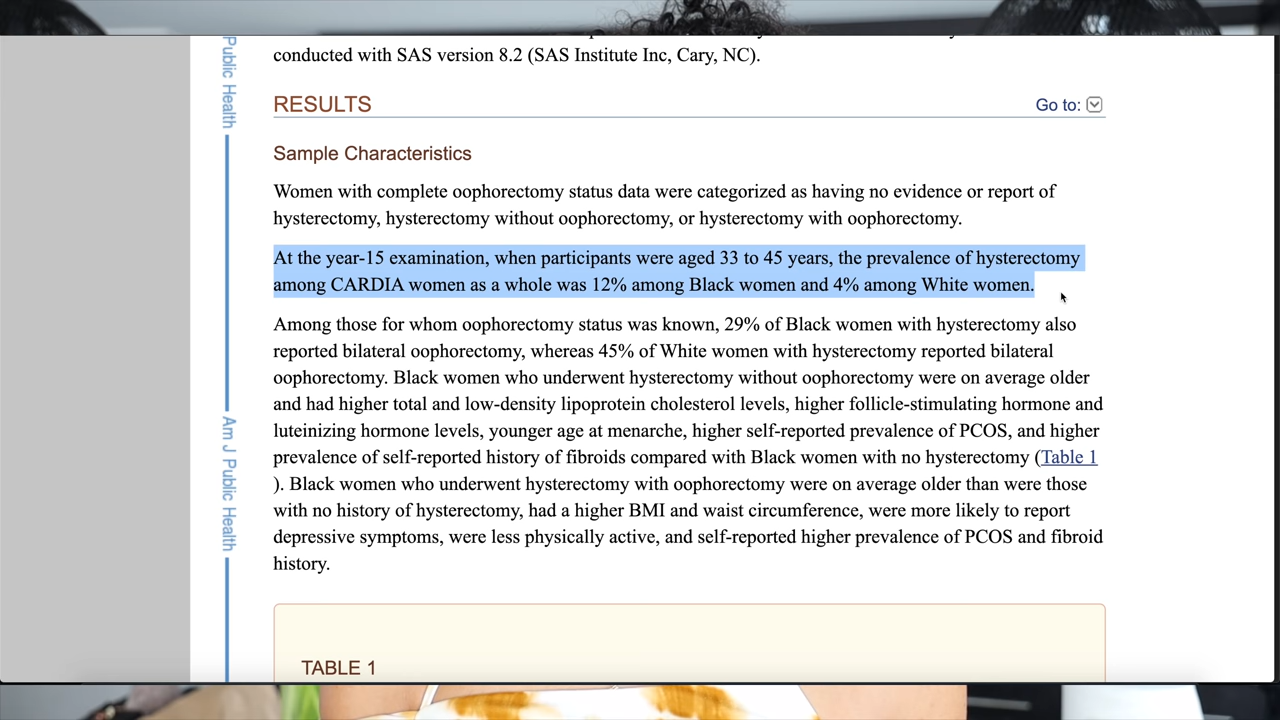 conducted with SAS version 8.2 (SAS Institute Inc, Cary, NC).
RESULTS
Go to:
Sample Characteristics
Women with complete oophorectomy status data were categorized as having no evidence or report of
hysterectomy, hysterectomy without oophorectomy, or hysterectomy with oophorectomy.
At the year-15 examination, when participants were aged 33 to 45 years, the prevalence of hysterectomy
among CARDIA women as a whole was 12% among Black women and 4% among White women.
Among those for whom oophorectomy status was known, 29% of Black women with hysterectomy also
reported bilateral oophorectomy, whereas 45% of White women with hysterectomy reported bilateral
oophorectomy. Black women who underwent hysterectomy without oophorectomy were on average older
and had higher total and low-density lipoprotein cholesterol levels, higher follicle-stimulating hormone and
luteinizing hormone levels, younger age at menarche, higher self-reported prevalence of PCOS, and higher
prevalence of self-reported history of fibroids compared with Black women with no hysterectomy (Table 1
). Black women who underwent hysterectomy with oophorectomy were on average older than were those
with no history of hysterectomy, had a higher BMI and waist circumference, were more likely to report
depressive symptoms, were less physically active, and self-reported higher prevalence of PCOS and fibroid
history.
TABLE 1
Public Health
Am J Public Health